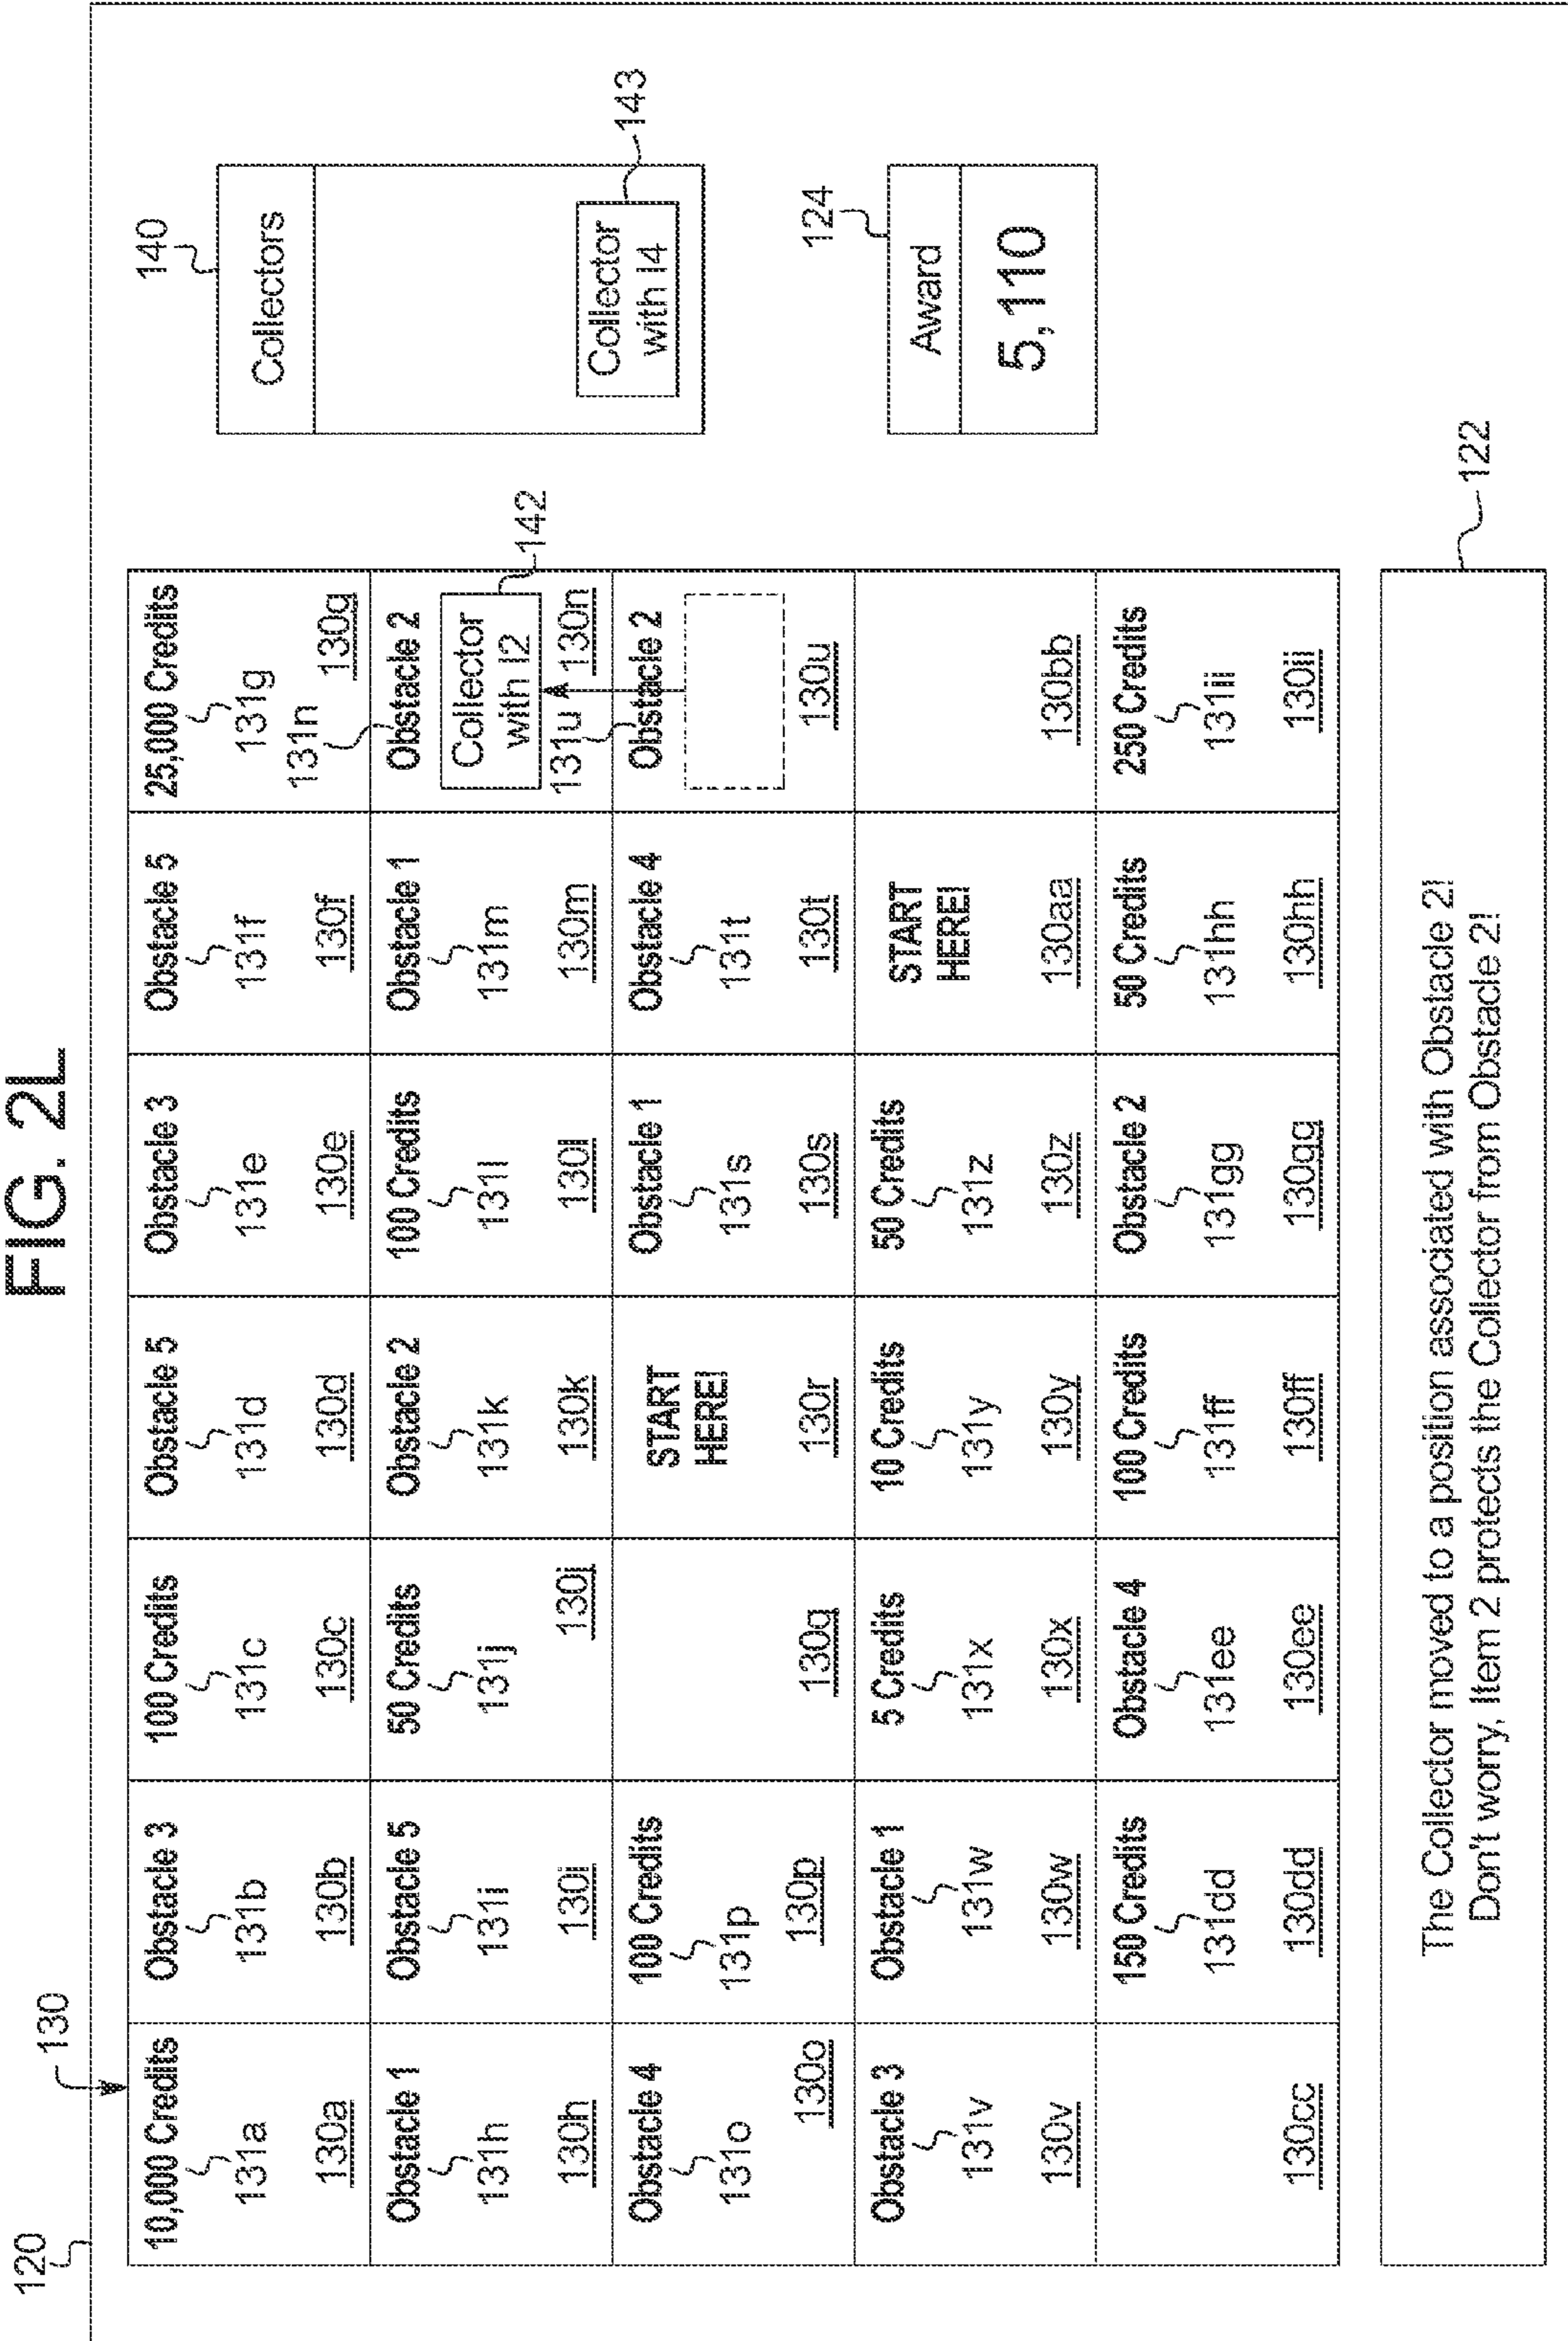 FIG. 2L
120
130
10,000 Credits
131a
130a
Obstacle 3
131b
130b
100 Credits
131c
130c
Obstacle 5
131d
130d
Obstacle 3
131e
130e
Obstacle 5
131f
130f
25,000 Credits
131g
130g
Obstacle 1
131h
130h
Obstacle 5
131i
130i
50 Credits
131j
130j
Obstacle 2
131k
130k
100 Credits
131l
130l
Obstacle 1
131m
130m
131n
Obstacle 2
Collector
with I2
142
130n
Obstacle 4
131o
130o
100 Credits
131p
130p
130q
START
HERE!
130r
Obstacle 1
131s
130s
Obstacle 4
131t
130t
131u
Obstacle 2
130u
Obstacle 3
131v
130v
Obstacle 1
131w
130w
5 Credits
131x
130x
10 Credits
131y
130y
50 Credits
131z
130z
START
HERE!
130aa
130bb
130cc
150 Credits
131dd
130dd
Obstacle 4
131ee
130ee
100 Credits
131ff
130ff
Obstacle 2
131gg
130gg
50 Credits
131hh
130hh
250 Credits
131ii
130ii
140
Collectors
Collector
with I4
143
124
Award
5,110
The Collector moved to a position associated with Obstacle 2!
Don't worry, Item 2 protects the Collector from Obstacle 2!
122